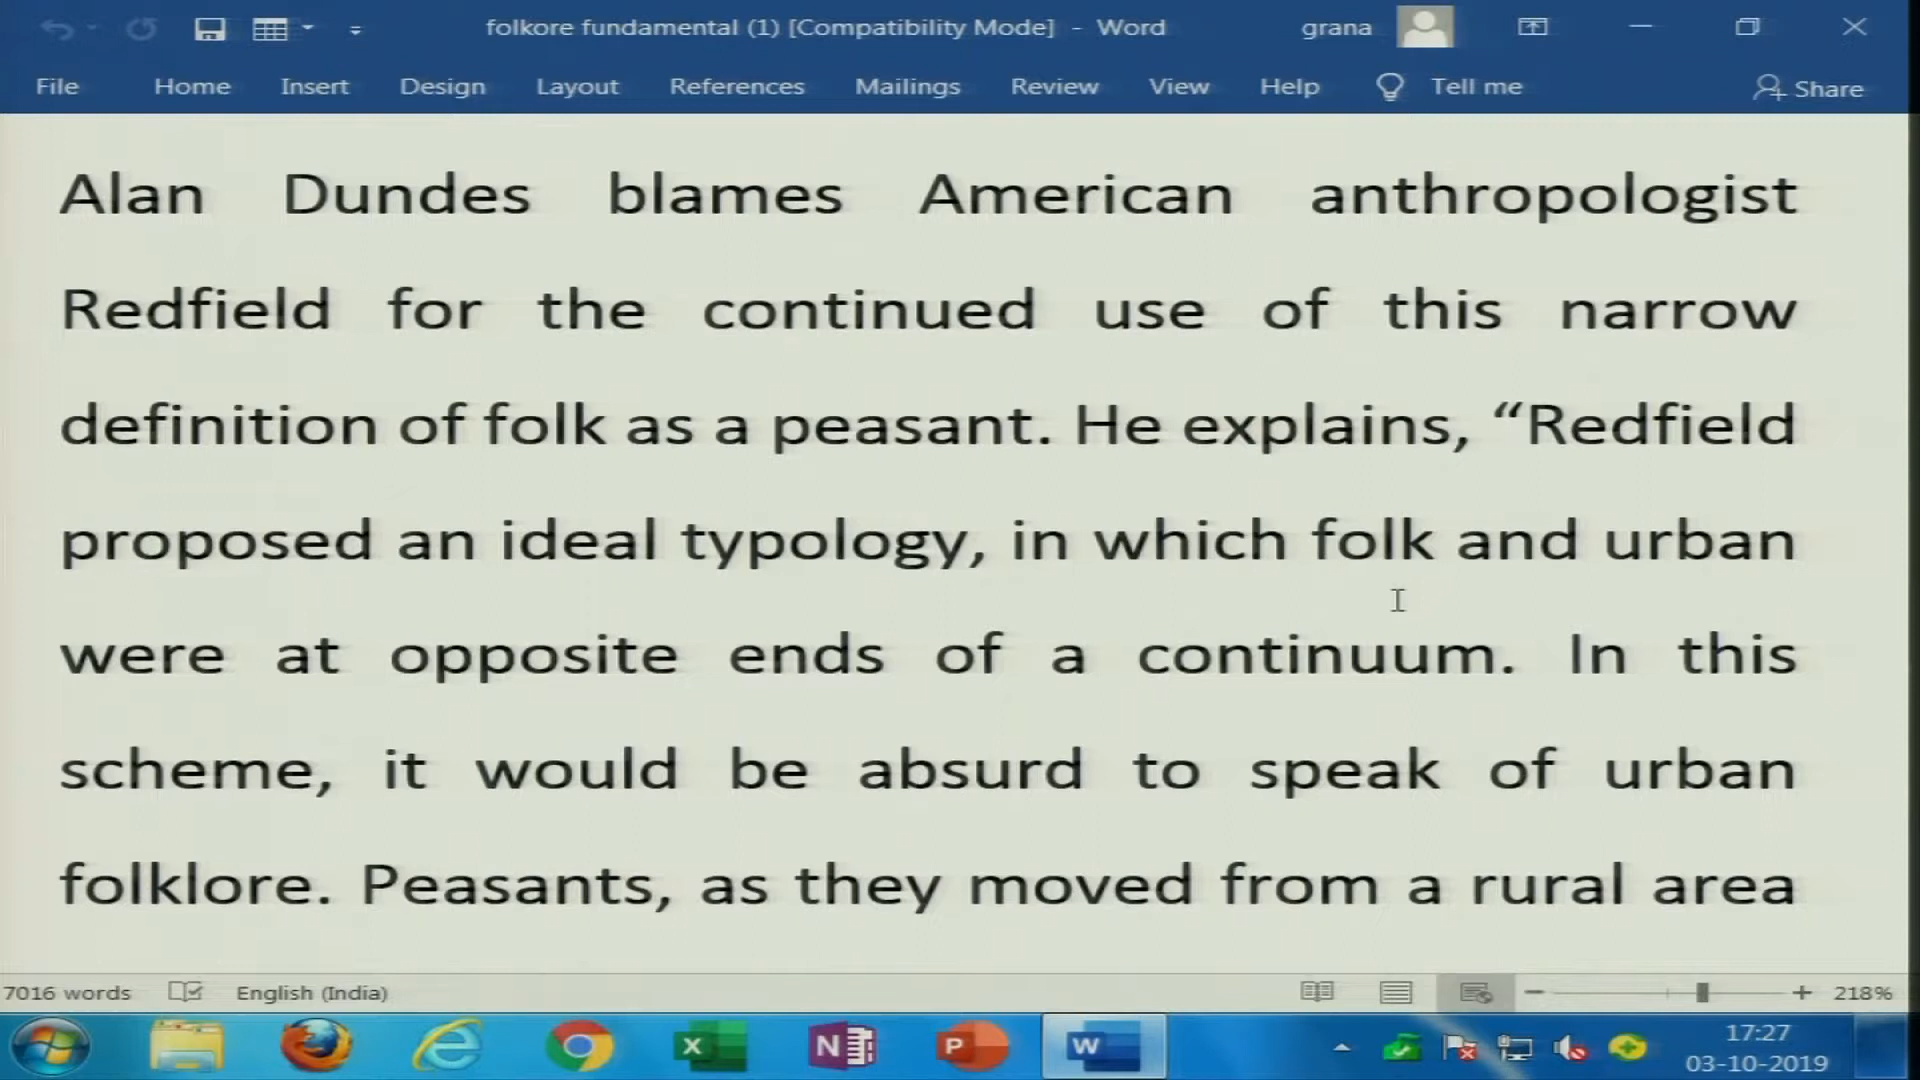 folkore fundamental (1) [Compatibility Mode] - Word
grana
File Home Insert Design Layout References Mailings Review View Help Tell me Share
Alan Dundes blames American anthropologist
Redfield for the continued use of this narrow
definition of folk as a peasant. He explains, “Redfield
proposed an ideal typology, in which folk and urban
were at opposite ends of a continuum. In this
scheme, it would be absurd to speak of urban
folklore. Peasants, as they moved from a rural area
7016 words English (India) 218%
17:27
03-10-2019